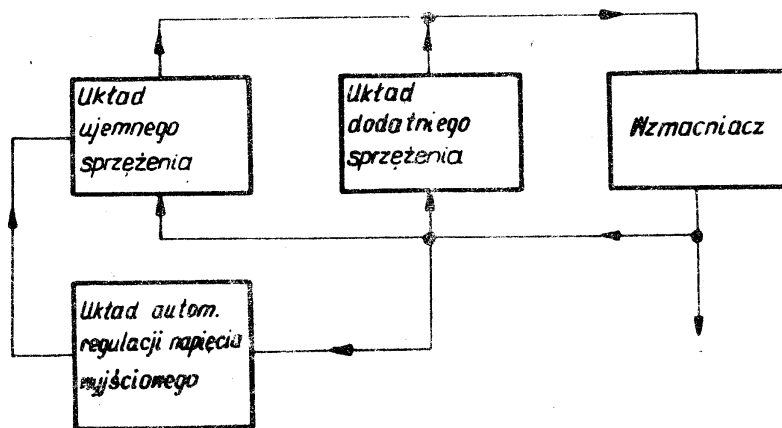 Układ
ujemnego
sprzężenia
Układ
dodatniego
sprzężenia
Wzmacniacz
Układ autom.
regulacji napięcia
wyjściowego